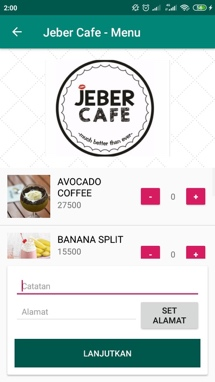 2:00
56
Jeber Cafe - Menu
JEBER
CAFE
-much better than ever-
AVOCADO
COFFEE
27500
- 0 +
BANANA SPLIT
15500
- 0 +
Catatan
Alamat
SET
ALAMAT
LANJUTKAN